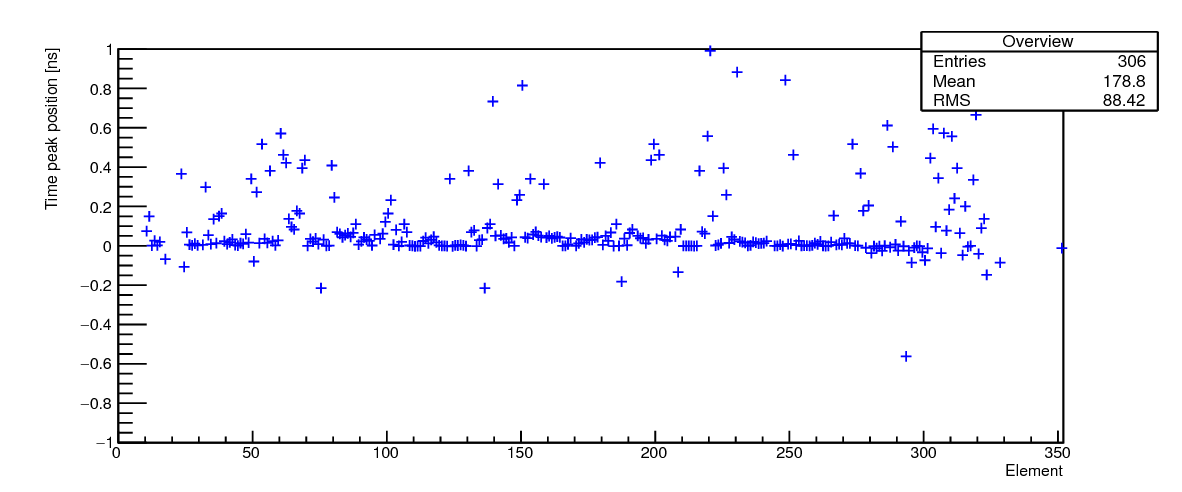 Overview
Entries 306
Mean 178.8
RMS 88.42
Time peak position [ns]
1
0.8
0.6
0.4
0.2
0
−0.2
−0.4
−0.6
−0.8
−1
0 50 100 150 200 250 300 350
Element